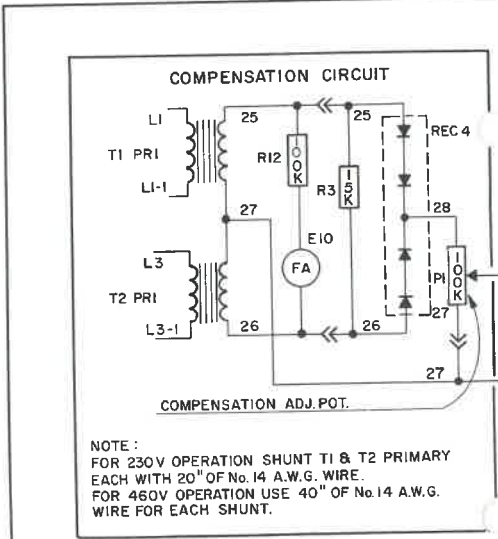 COMPENSATION CIRCUIT
L1
25
25
REC 4
T1 PRI
R12
100K
R3
15K
L1-1
27
28
L3
E10
FA
P1
100K
T2 PRI
27
L3-1
26
26
27
COMPENSATION ADJ. POT.
NOTE :
FOR 230V OPERATION SHUNT T1 & T2 PRIMARY
EACH WITH 20" OF No. 14 A.W.G. WIRE.
FOR 460V OPERATION USE 40" OF No. 14 A.W.G.
WIRE FOR EACH SHUNT.